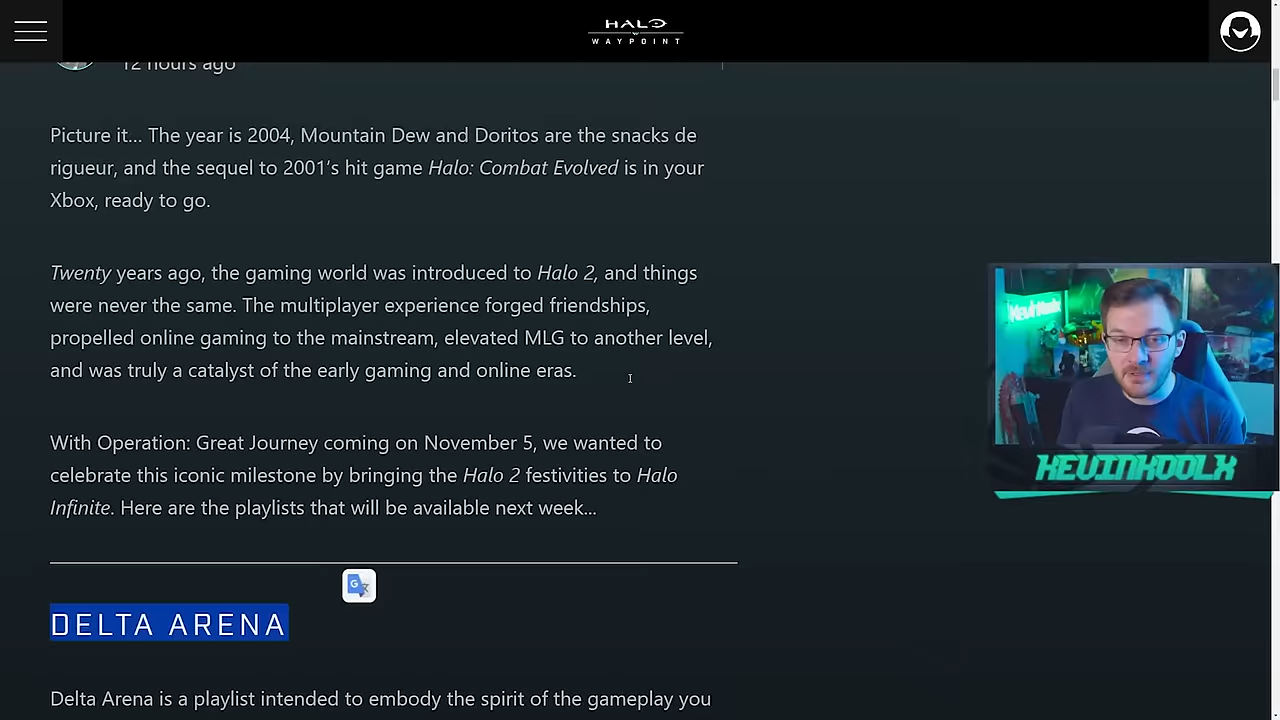 HALO
WAYPOINT
12 hours ago
Picture it... The year is 2004, Mountain Dew and Doritos are the snacks de
rigueur, and the sequel to 2001's hit game Halo: Combat Evolved is in your
Xbox, ready to go.
Twenty years ago, the gaming world was introduced to Halo 2, and things
were never the same. The multiplayer experience forged friendships,
propelled online gaming to the mainstream, elevated MLG to another level,
and was truly a catalyst of the early gaming and online eras.
With Operation: Great Journey coming on November 5, we wanted to
celebrate this iconic milestone by bringing the Halo 2 festivities to Halo
Infinite. Here are the playlists that will be available next week...
DELTA ARENA
Delta Arena is a playlist intended to embody the spirit of the gameplay you
KevinKoolx
KEVINKOOLX
G